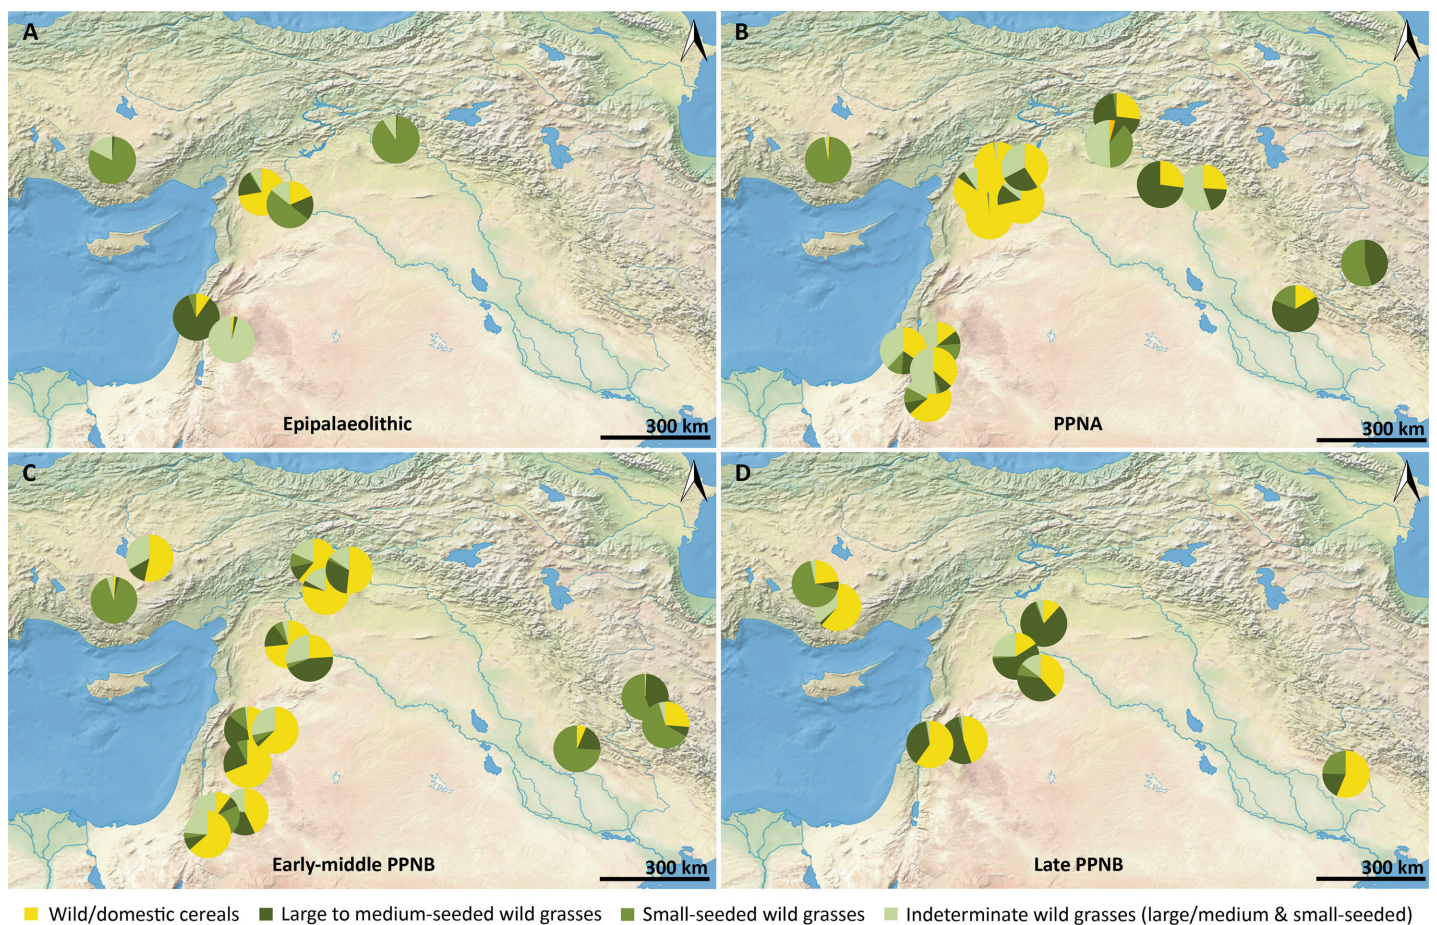 A
Epipalaeolithic
300 km
B
PPNA
300 km
C
Early-middle PPNB
300 km
D
Late PPNB
300 km
Wild/domestic cereals Large to medium-seeded wild grasses Small-seeded wild grasses Indeterminate wild grasses (large/medium & small-seeded)